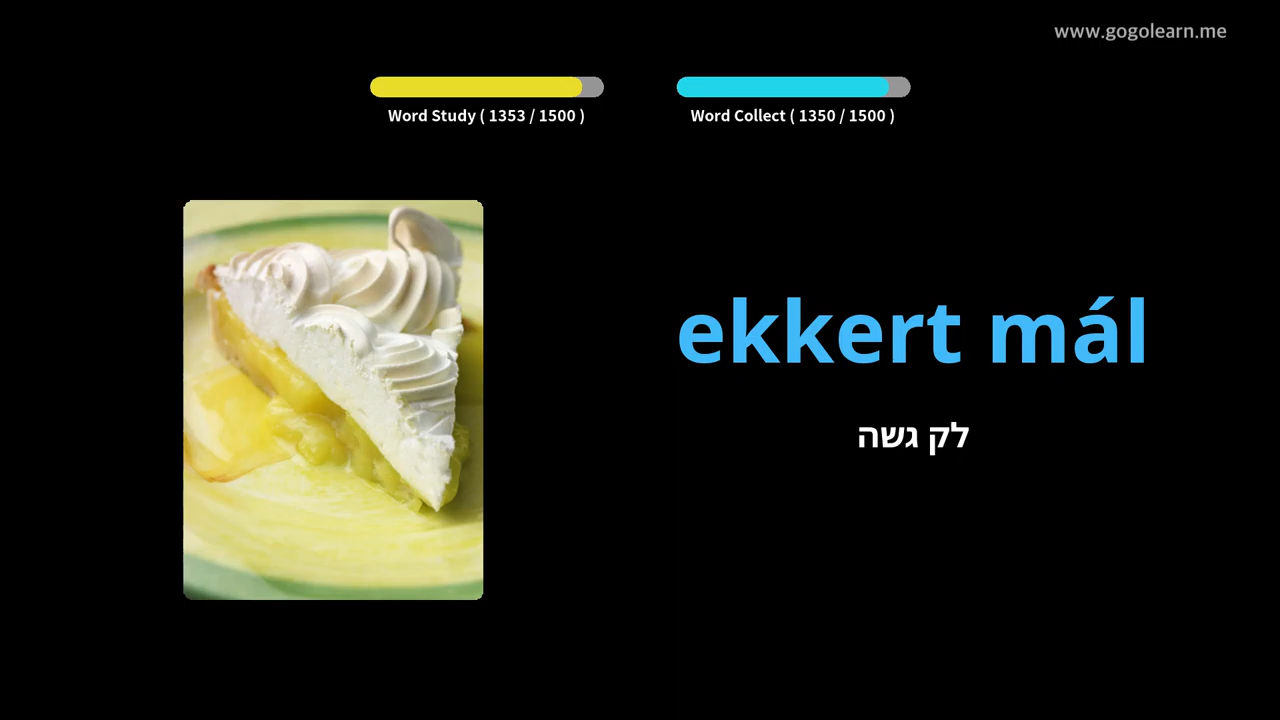 www.gogolearn.me
Word Study ( 1353 / 1500 )
Word Collect ( 1350 / 1500 )
ekkert mál
לק גשה